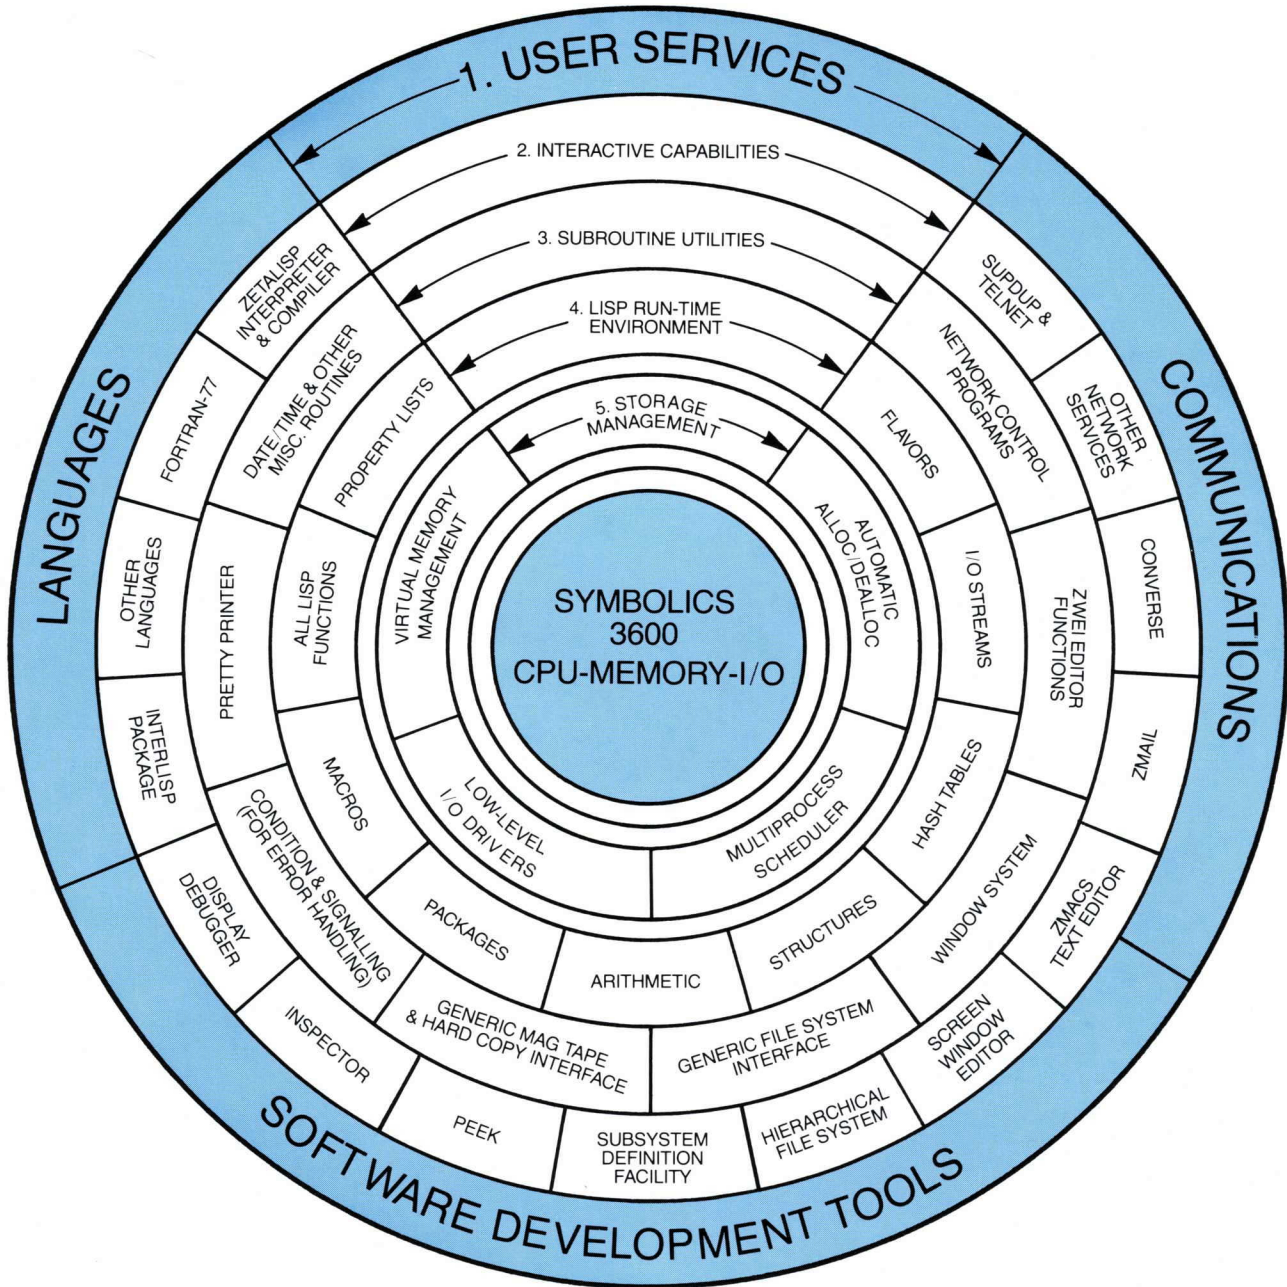 1. USER SERVICES
2. INTERACTIVE CAPABILITIES
3. SUBROUTINE UTILITIES
4. LISP RUN-TIME
ENVIRONMENT
5. STORAGE
MANAGEMENT
SYMBOLICS
3600
CPU-MEMORY-I/O
LANGUAGES
COMMUNICATIONS
SOFTWARE DEVELOPMENT TOOLS
ZETALISP
INTERPRETER
& COMPILER
FORTRAN-77
OTHER
LANGUAGES
INTERLISP
PACKAGE
DISPLAY
DEBUGGER
INSPECTOR
PEEK
SUBSYSTEM
DEFINITION
FACILITY
HIERARCHICAL
FILE SYSTEM
SCREEN
WINDOW
EDITOR
ZMACS
TEXT EDITOR
ZMAIL
CONVERSE
OTHER
NETWORK
SERVICES
SUPDUP &
TELNET
DATE/TIME & OTHER
MISC. ROUTINES
PRETTY PRINTER
CONDITION & SIGNALLING
(FOR ERROR HANDLING)
GENERIC MAG TAPE
& HARD COPY INTERFACE
GENERIC FILE SYSTEM
INTERFACE
WINDOW SYSTEM
ZWEI EDITOR
FUNCTIONS
NETWORK CONTROL
PROGRAMS
PROPERTY LISTS
ALL LISP
FUNCTIONS
MACROS
PACKAGES
ARITHMETIC
STRUCTURES
HASH TABLES
I/O STREAMS
FLAVORS
VIRTUAL MEMORY
MANAGEMENT
LOW-LEVEL
I/O DRIVERS
MULTIPROCESS
SCHEDULER
AUTOMATIC
ALLOC/DEALLOC